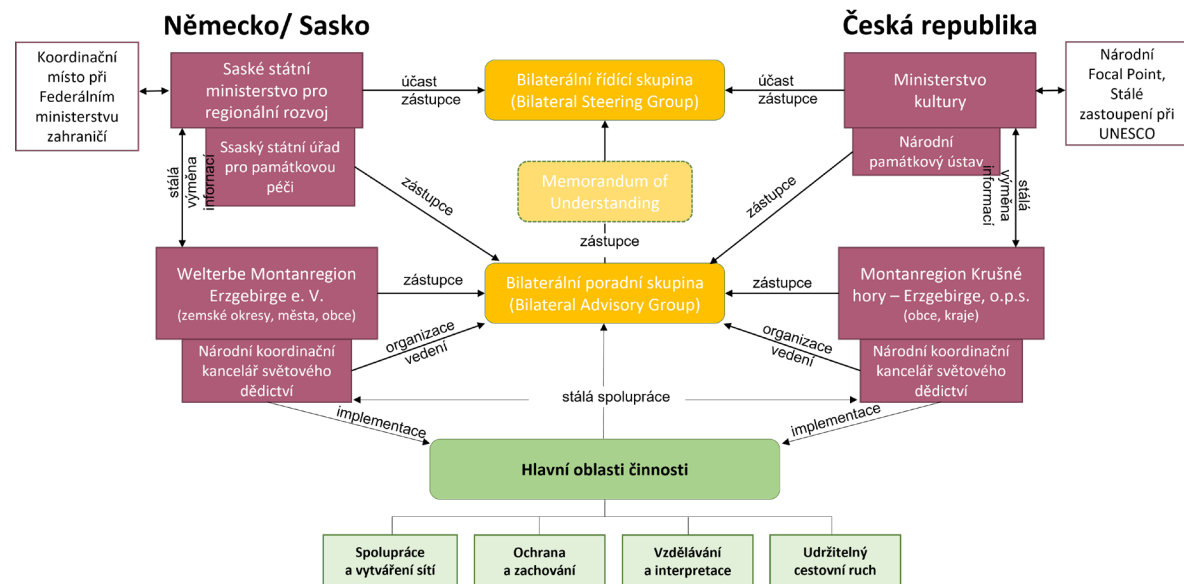 Německo/ Sasko
Česká republika
Koordinační
místo při
Federálním
ministerstvu
zahraničí
Saské státní
ministerstvo pro
regionální rozvoj
účast
zástupce
Bilaterální řídící skupina
(Bilateral Steering Group)
účast
zástupce
Ministerstvo
kultury
Národní
Focal Point,
Stálé
zastoupení při
UNESCO
Ssaský státní úřad
pro památkovou
péči
Národní
památkový ústav
stálá
výměna
informací
zástupce
Memorandum of
Understanding
zástupce
stálá
výměna
informací
zástupce
Welterbe Montanregion
Erzgebirge e. V.
(zemské okresy, města, obce)
zástupce
Bilaterální poradní skupina
(Bilateral Advisory Group)
zástupce
Montanregion Krušné
hory – Erzgebirge, o.p.s.
(obce, kraje)
Národní koordinační
kancelář světového
dědictví
organizace
vedení
organizace
vedení
Národní koordinační
kancelář světového
dědictví
stálá spolupráce
implementace
implementace
Hlavní oblasti činnosti
Spolupráce
a vytváření sítí
Ochrana
a zachování
Vzdělávání
a interpretace
Udržitelný
cestovní ruch